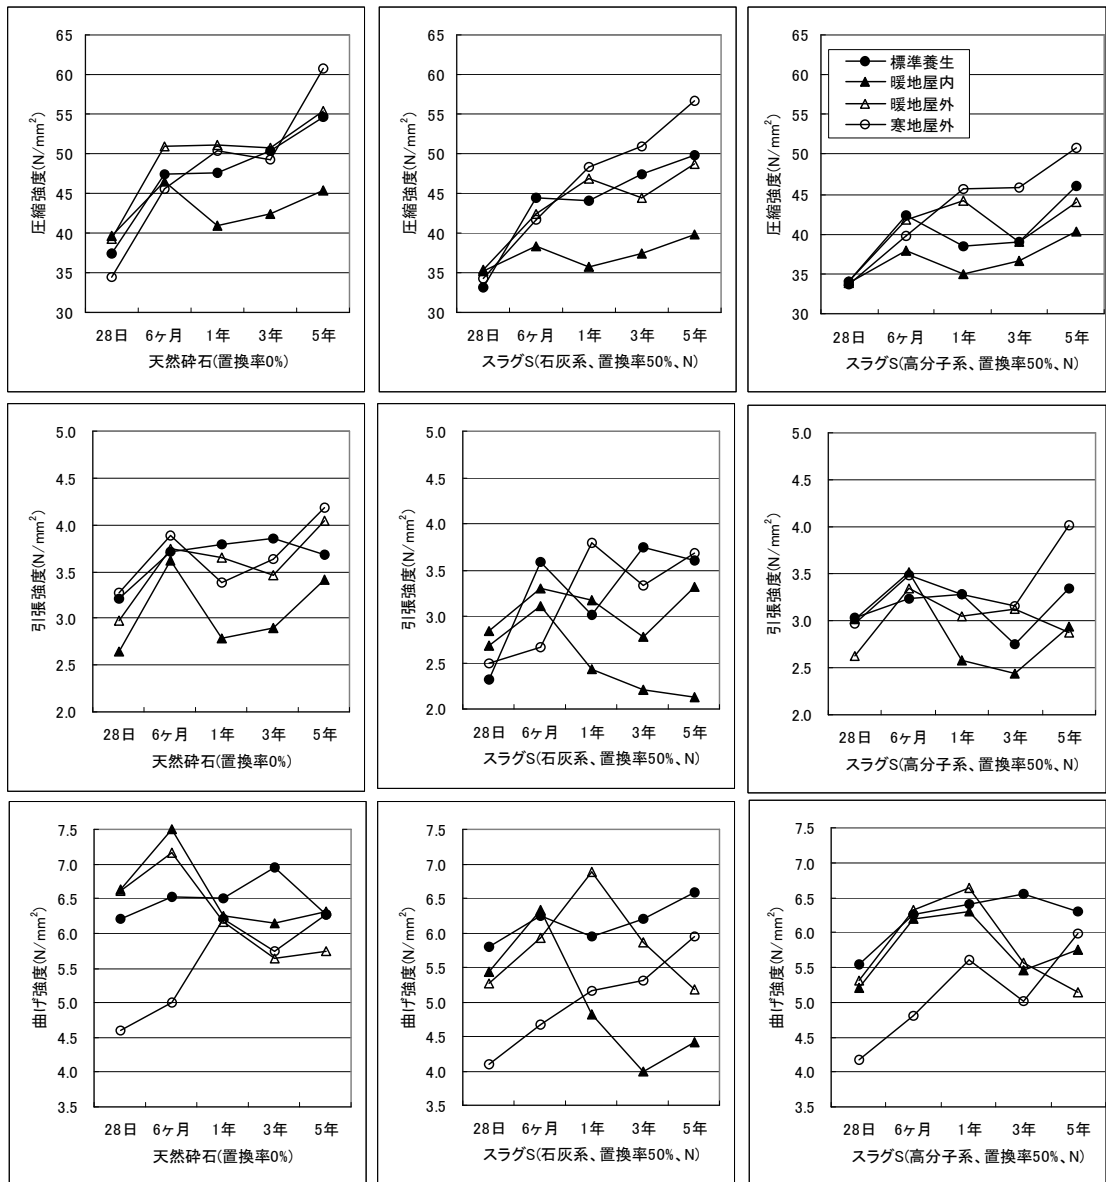 65
60
55
50
45
40
35
30
圧縮強度(N/mm²)
28日 6ヶ月 1年 3年 5年
天然砕石(置換率0%)
65
60
55
50
45
40
35
30
圧縮強度(N/mm²)
28日 6ヶ月 1年 3年 5年
スラグS(石灰系、置換率50%、N)
65
60
55
50
45
40
35
30
圧縮強度(N/mm²)
標準養生
暖地屋内
暖地屋外
寒地屋外
28日 6ヶ月 1年 3年 5年
スラグS(高分子系、置換率50%、N)
5.0
4.5
4.0
3.5
3.0
2.5
2.0
引張強度(N/mm²)
28日 6ヶ月 1年 3年 5年
天然砕石(置換率0%)
5.0
4.5
4.0
3.5
3.0
2.5
2.0
引張強度(N/mm²)
28日 6ヶ月 1年 3年 5年
スラグS(石灰系、置換率50%、N)
5.0
4.5
4.0
3.5
3.0
2.5
2.0
引張強度(N/mm²)
28日 6ヶ月 1年 3年 5年
スラグS(高分子系、置換率50%、N)
7.5
7.0
6.5
6.0
5.5
5.0
4.5
4.0
3.5
曲げ強度(N/mm²)
28日 6ヶ月 1年 3年 5年
天然砕石(置換率0%)
7.5
7.0
6.5
6.0
5.5
5.0
4.5
4.0
3.5
曲げ強度(N/mm²)
28日 6ヶ月 1年 3年 5年
スラグS(石灰系、置換率50%、N)
7.5
7.0
6.5
6.0
5.5
5.0
4.5
4.0
3.5
曲げ強度(N/mm²)
28日 6ヶ月 1年 3年 5年
スラグS(高分子系、置換率50%、N)